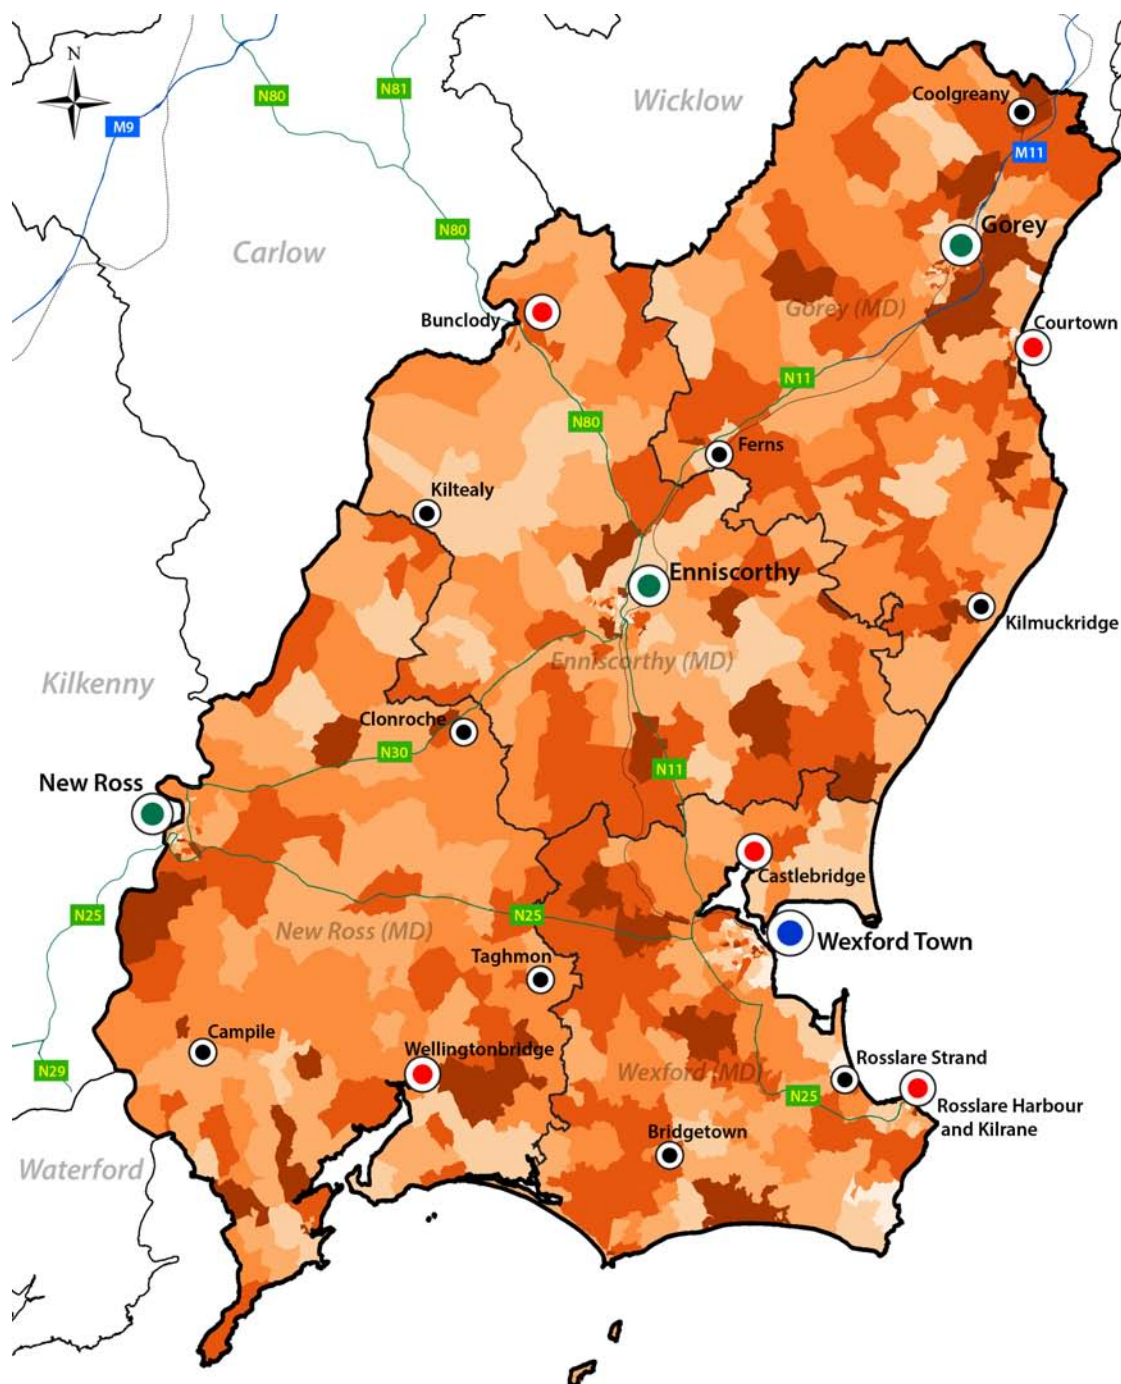 N
N81
N80
Wicklow
Coolgreany
M9
M11
Gorey
N80
Carlow
Gorey (MD)
Bunclody
Courtown
N11
N80
Ferns
Kiltealy
Enniscorthy
Kilmuckridge
Enniscorthy (MD)
Kilkenny
Clonroche
N30
N11
New Ross
Castlebridge
N25
N25
New Ross (MD)
Wexford Town
Taghmon
Campile
Wellingtonbridge
Rosslare Strand
N29
Wexford (MD)
N25
Rosslare Harbour
and Kilrane
Bridgetown
Waterford